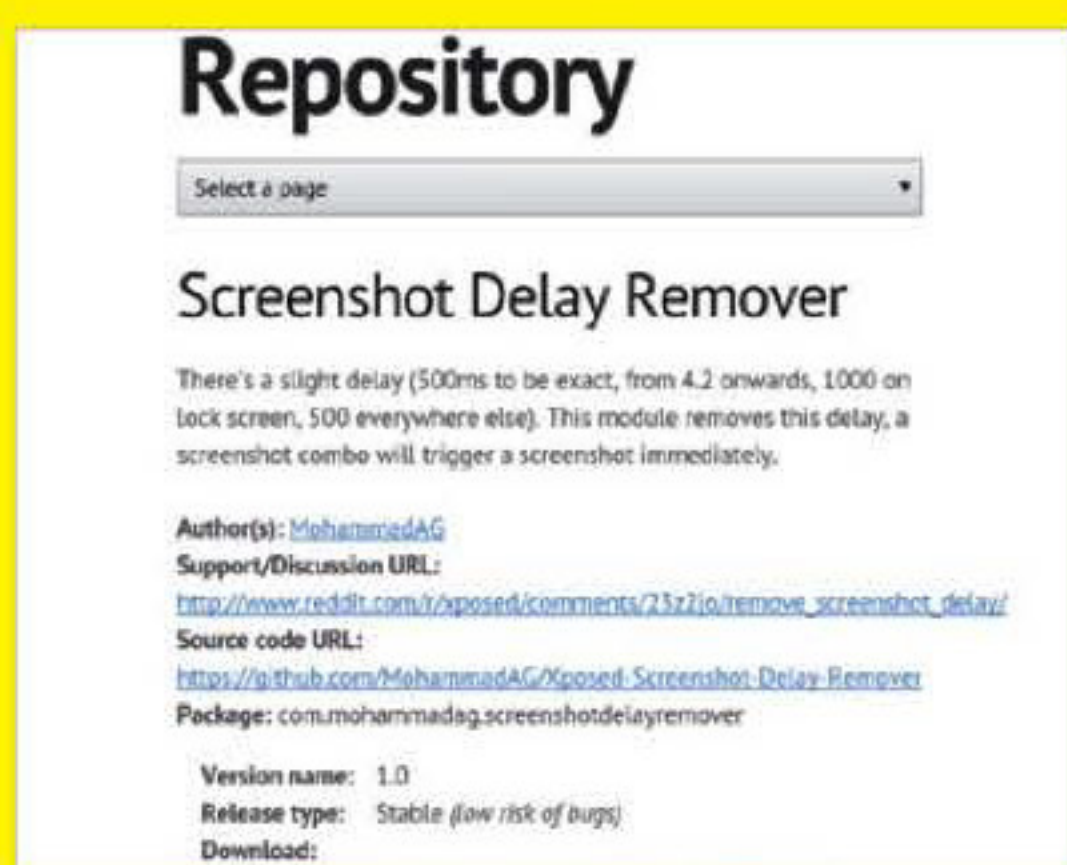 Repository
Select a page
Screenshot Delay Remover
There's a slight delay (500ms to be exact, from 4.2 onwards, 1000 on
lock screen, 500 everywhere else). This module removes this delay, a
screenshot combo will trigger a screenshot immediately.
Author(s): MohammadAG
Support/Discussion URL:
http://www.reddit.com/r/xposed/comments/23z2jo/remove_screenshot_delay/
Source code URL:
https://github.com/MohammadAG/Xposed-Screenshot-Delay-Remover
Package: com.mohammadag.screenshotdelayremover
Version name: 1.0
Release type: Stable (low risk of bugs)
Download: